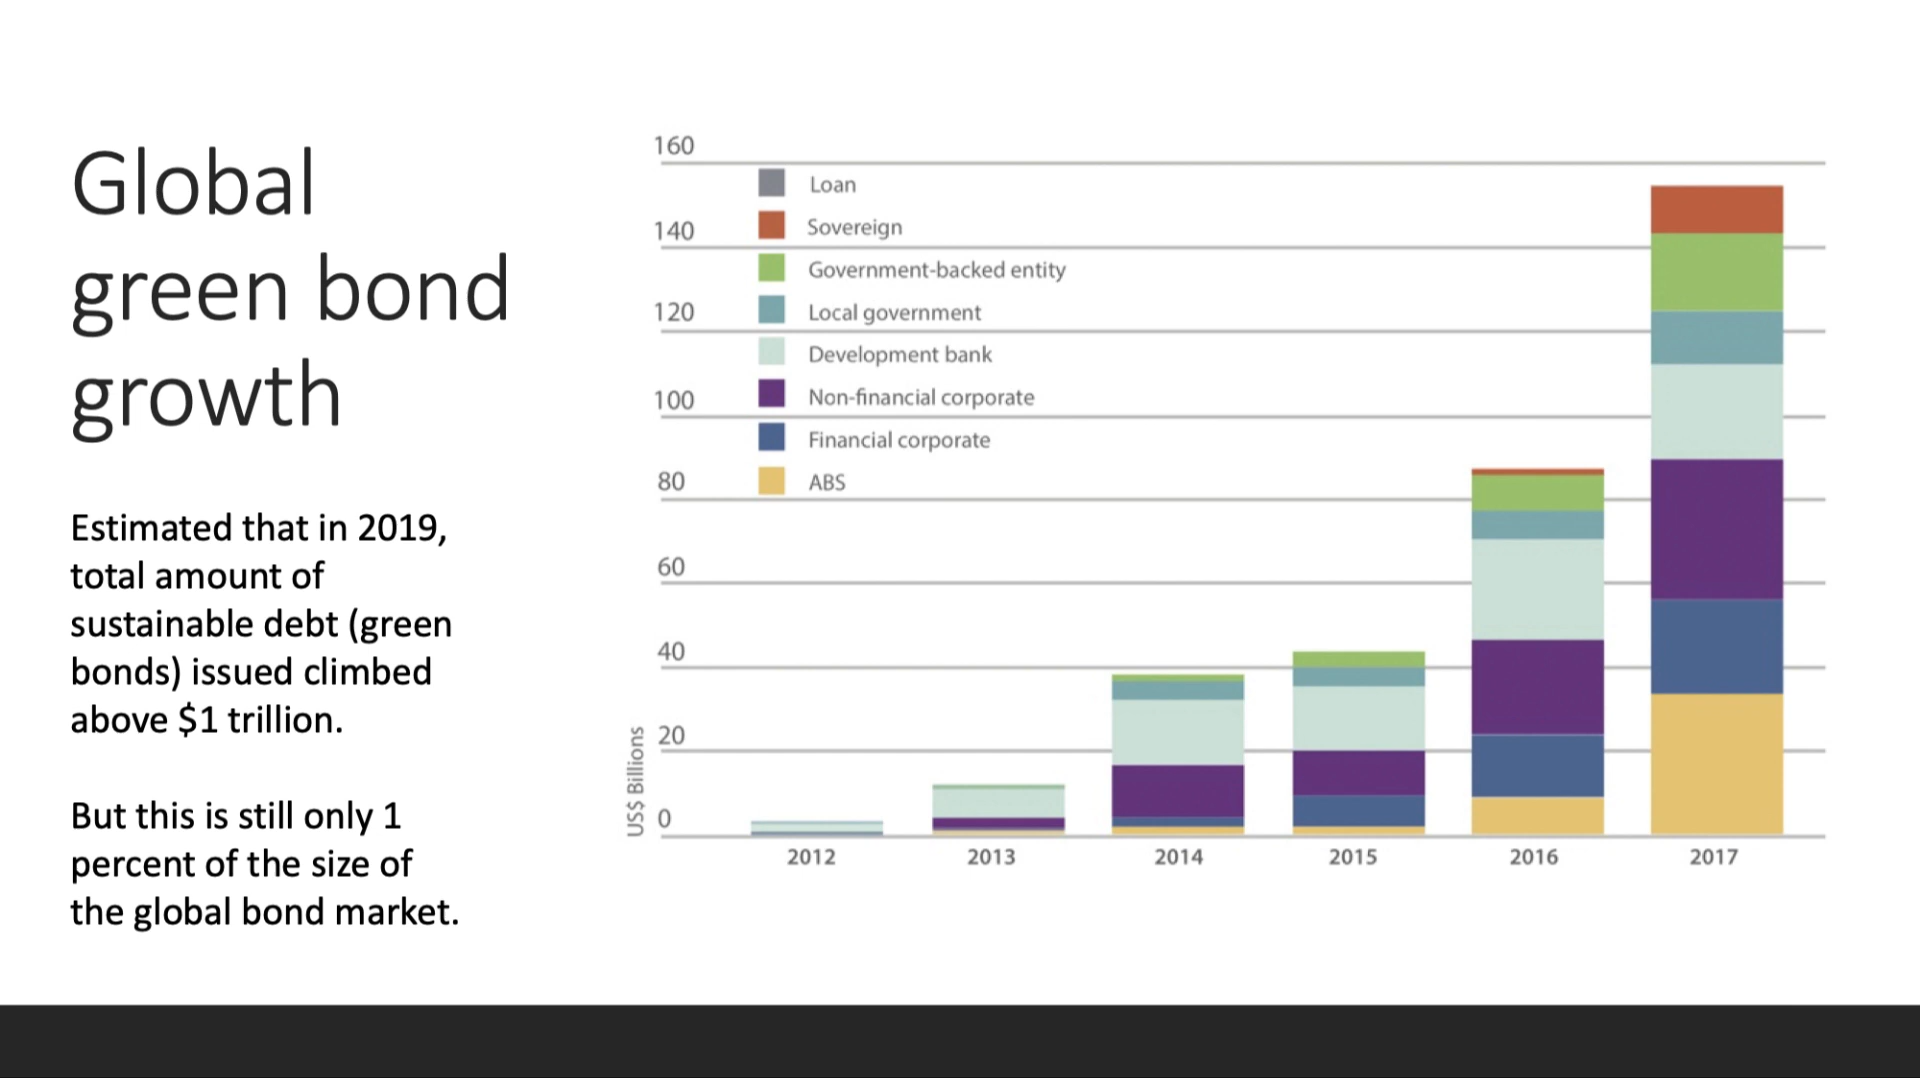 Global
green bond
growth
Estimated that in 2019,
total amount of
sustainable debt (green
bonds) issued climbed
above $1 trillion.
But this is still only 1
percent of the size of
the global bond market.
160
140
120
100
80
60
40
20
0
US$ Billions
Loan
Sovereign
Government-backed entity
Local government
Development bank
Non-financial corporate
Financial corporate
ABS
2012
2013
2014
2015
2016
2017